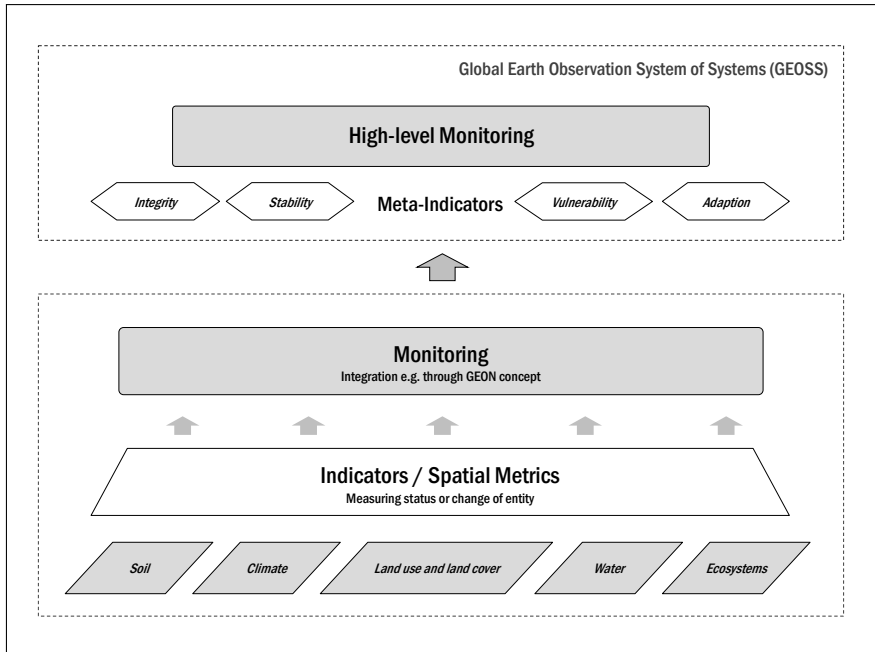 Global Earth Observation System of Systems (GEOSS)
High-level Monitoring
Integrity
Stability
Meta-Indicators
Vulnerability
Adaption
Monitoring
Integration e.g. through GEON concept
Indicators / Spatial Metrics
Measuring status or change of entity
Soil
Climate
Land use and land cover
Water
Ecosystems